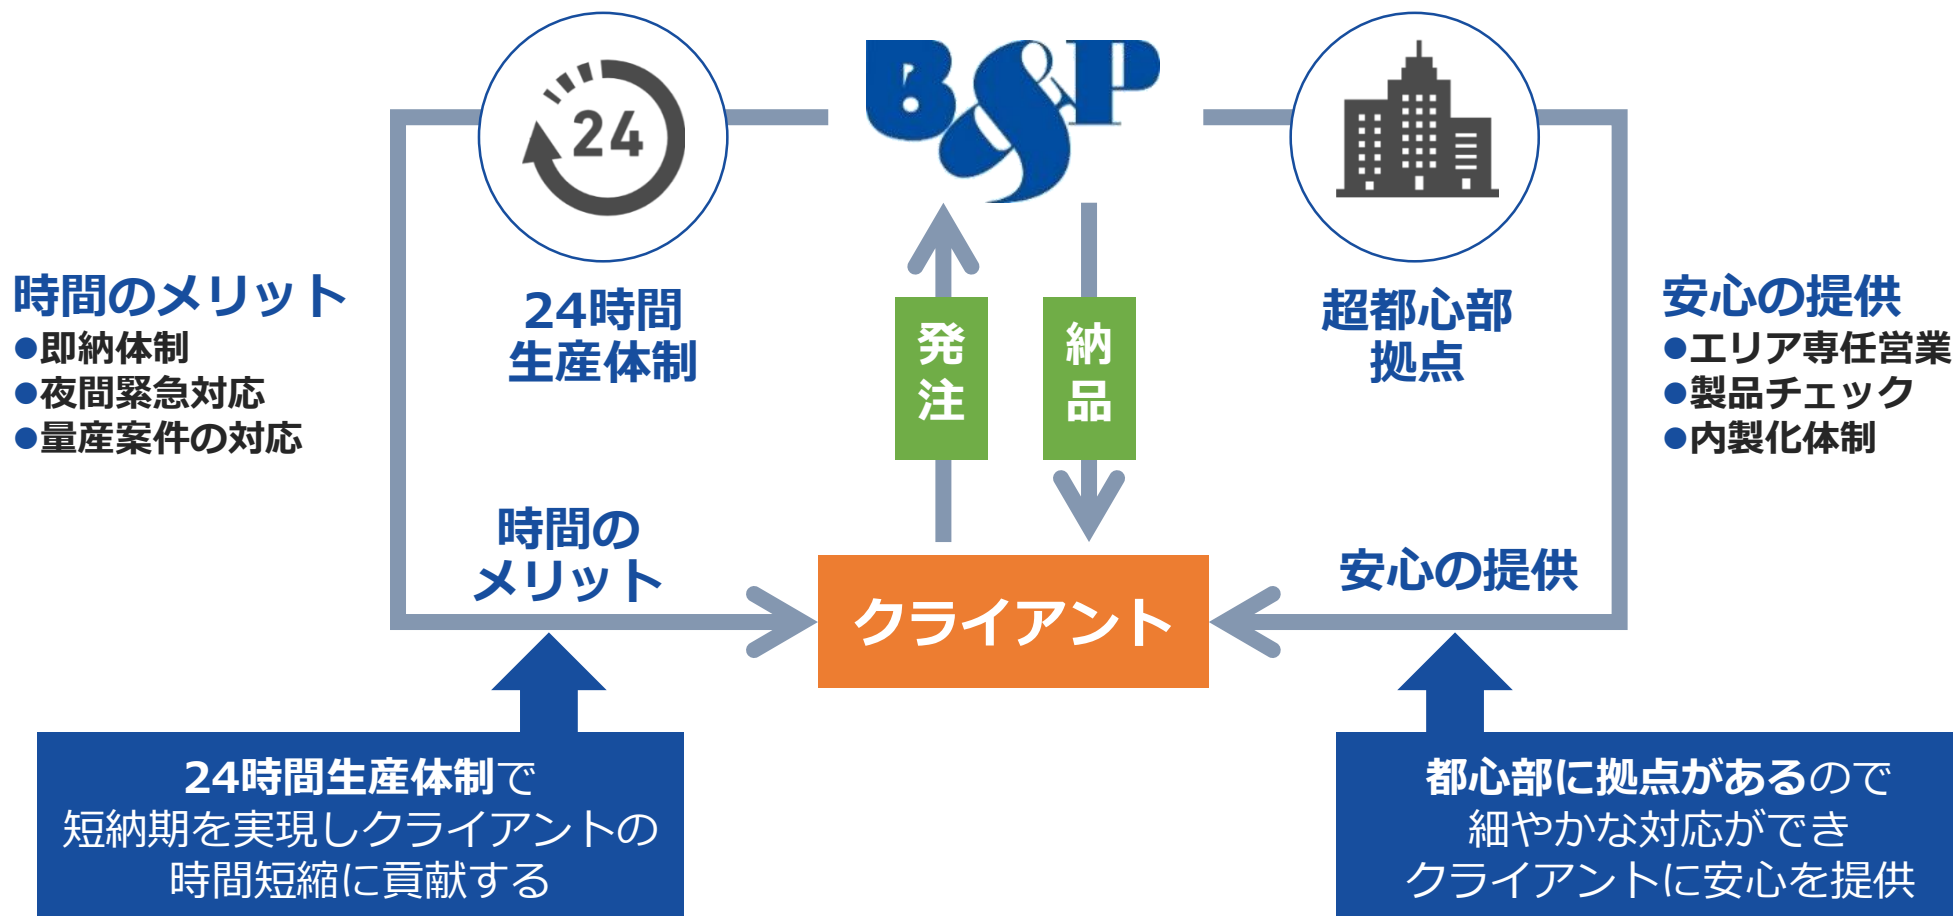 B&P
24
時間のメリット
●即納体制
●夜間緊急対応
●量産案件の対応
24時間
生産体制
発注
納品
超都心部
拠点
安心の提供
●エリア専任営業
●製品チェック
●内製化体制
時間の
メリット
安心の提供
クライアント
24時間生産体制で
短納期を実現しクライアントの
時間短縮に貢献する
都心部に拠点があるので
細やかな対応ができ
クライアントに安心を提供